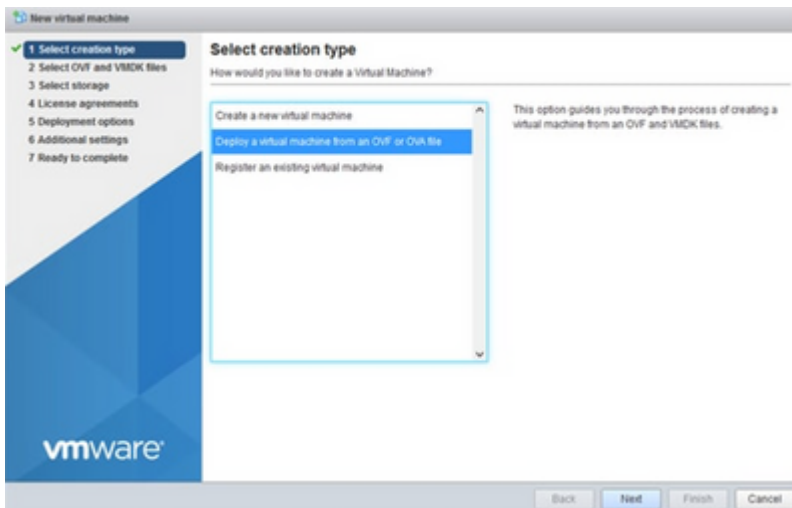 New virtual machine
1 Select creation type
2 Select OVF and VMDK files
3 Select storage
4 License agreements
5 Deployment options
6 Additional settings
7 Ready to complete
Select creation type
How would you like to create a Virtual Machine?
Create a new virtual machine
Deploy a virtual machine from an OVF or OVA file
Register an existing virtual machine
This option guides you through the process of creating a
virtual machine from an OVF and VMDK files.
vmware
Back Next Finish Cancel